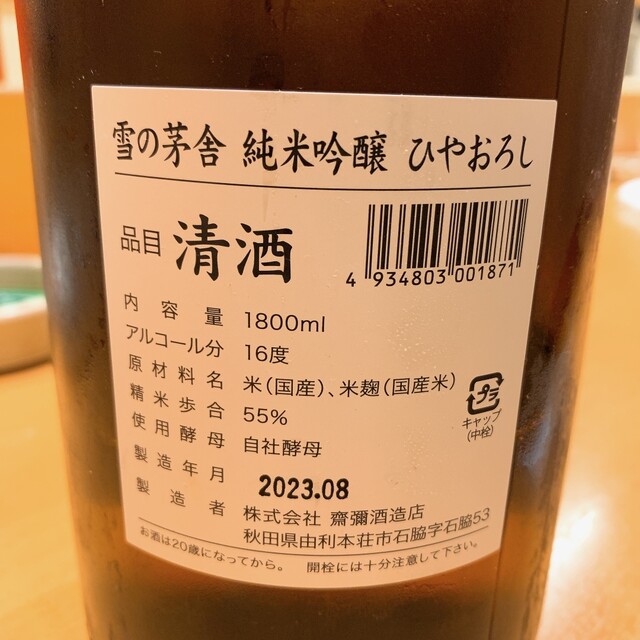 雪の茅舎 純米吟醸 ひやおろし
品目 清酒
4 934803 001871
内容量 1800ml
アルコール分 16度
原材料名 米(国産)、米麹(国産米)
精米歩合 55%
使用酵母 自社酵母
プラ
キャップ
(中栓)
製造年月 2023.08
製造者 株式会社 齋彌酒造店
秋田県由利本荘市石脇字石脇53
お酒は20歳になってから。 開栓には十分注意して下さい。